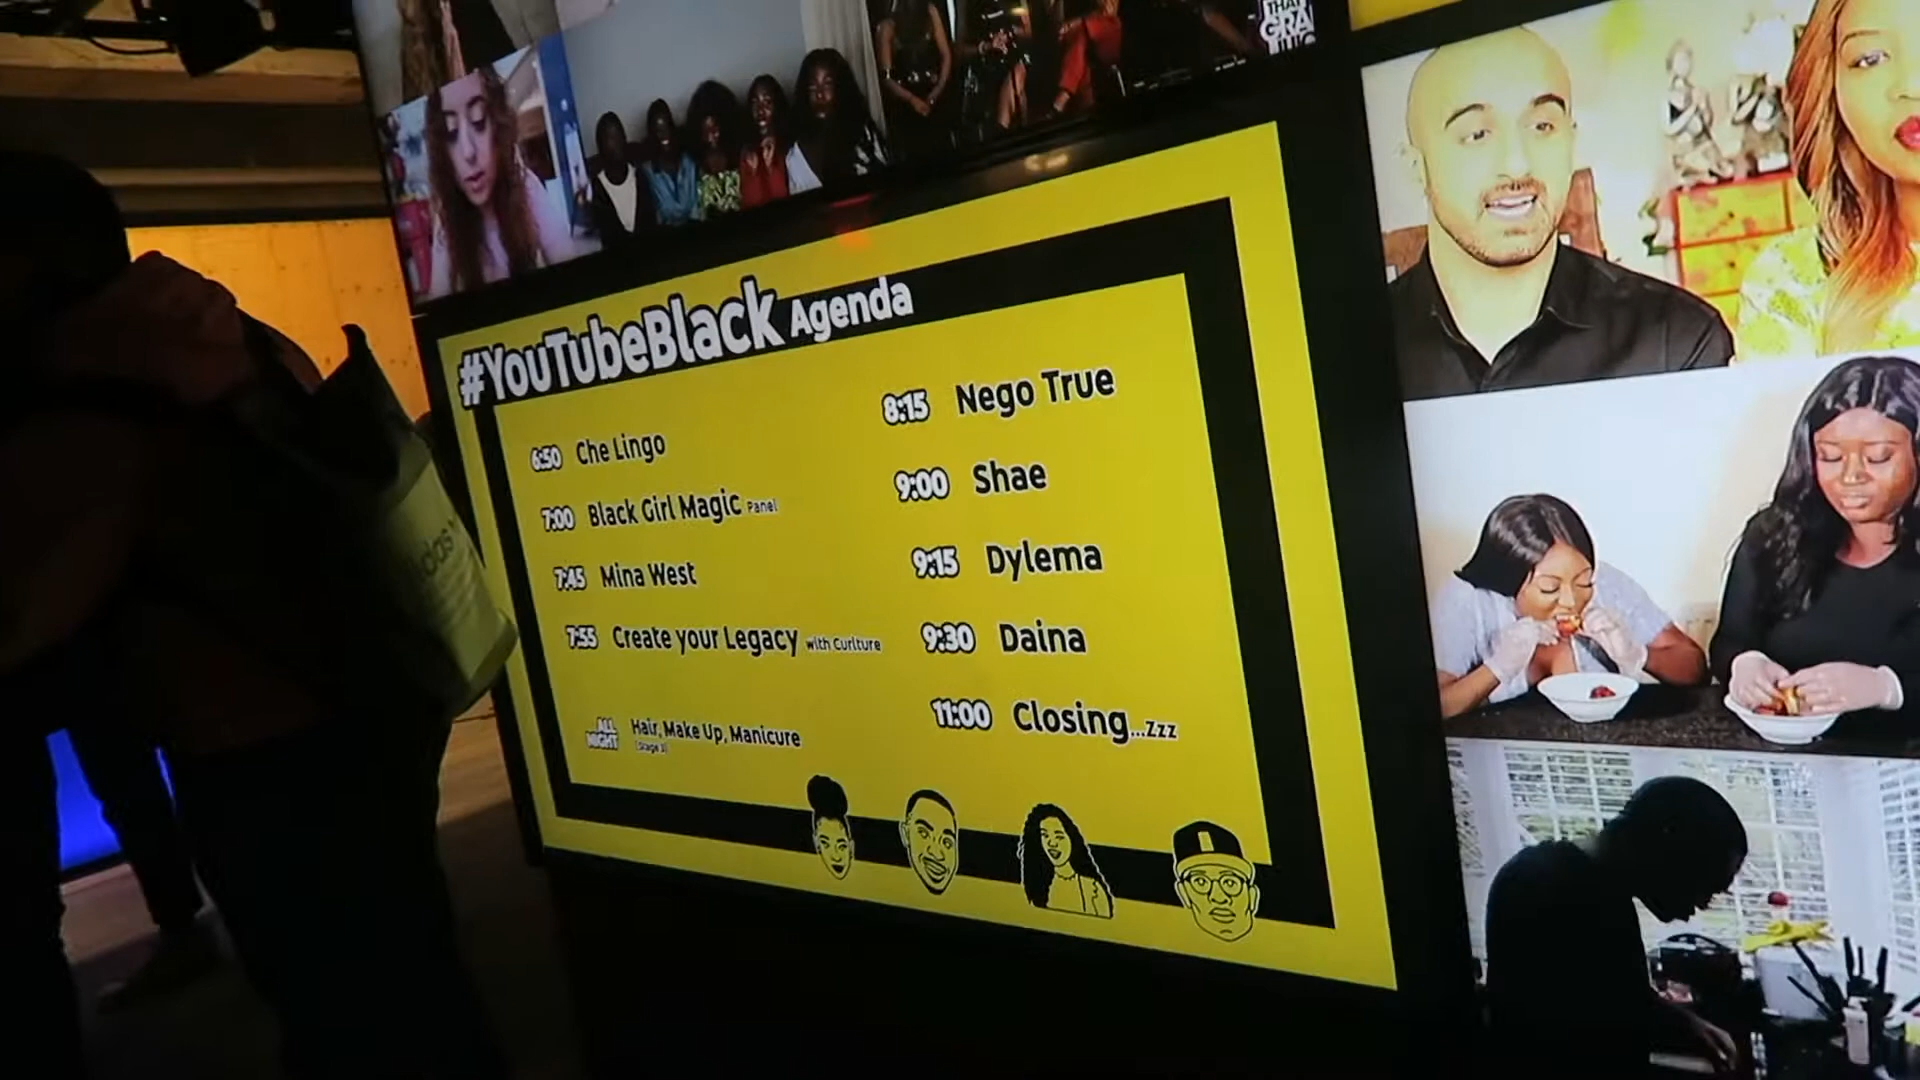 THAT
GRA
#YouTubeBlack Agenda
6:50 Che Lingo
7:00 Black Girl Magic Panel
7:45 Mina West
7:55 Create your Legacy with Curlture
ALL NIGHT Hair, Make Up, Manicure
8:15 Nego True
9:00 Shae
9:15 Dylema
9:30 Daina
11:00 Closing...Zzz